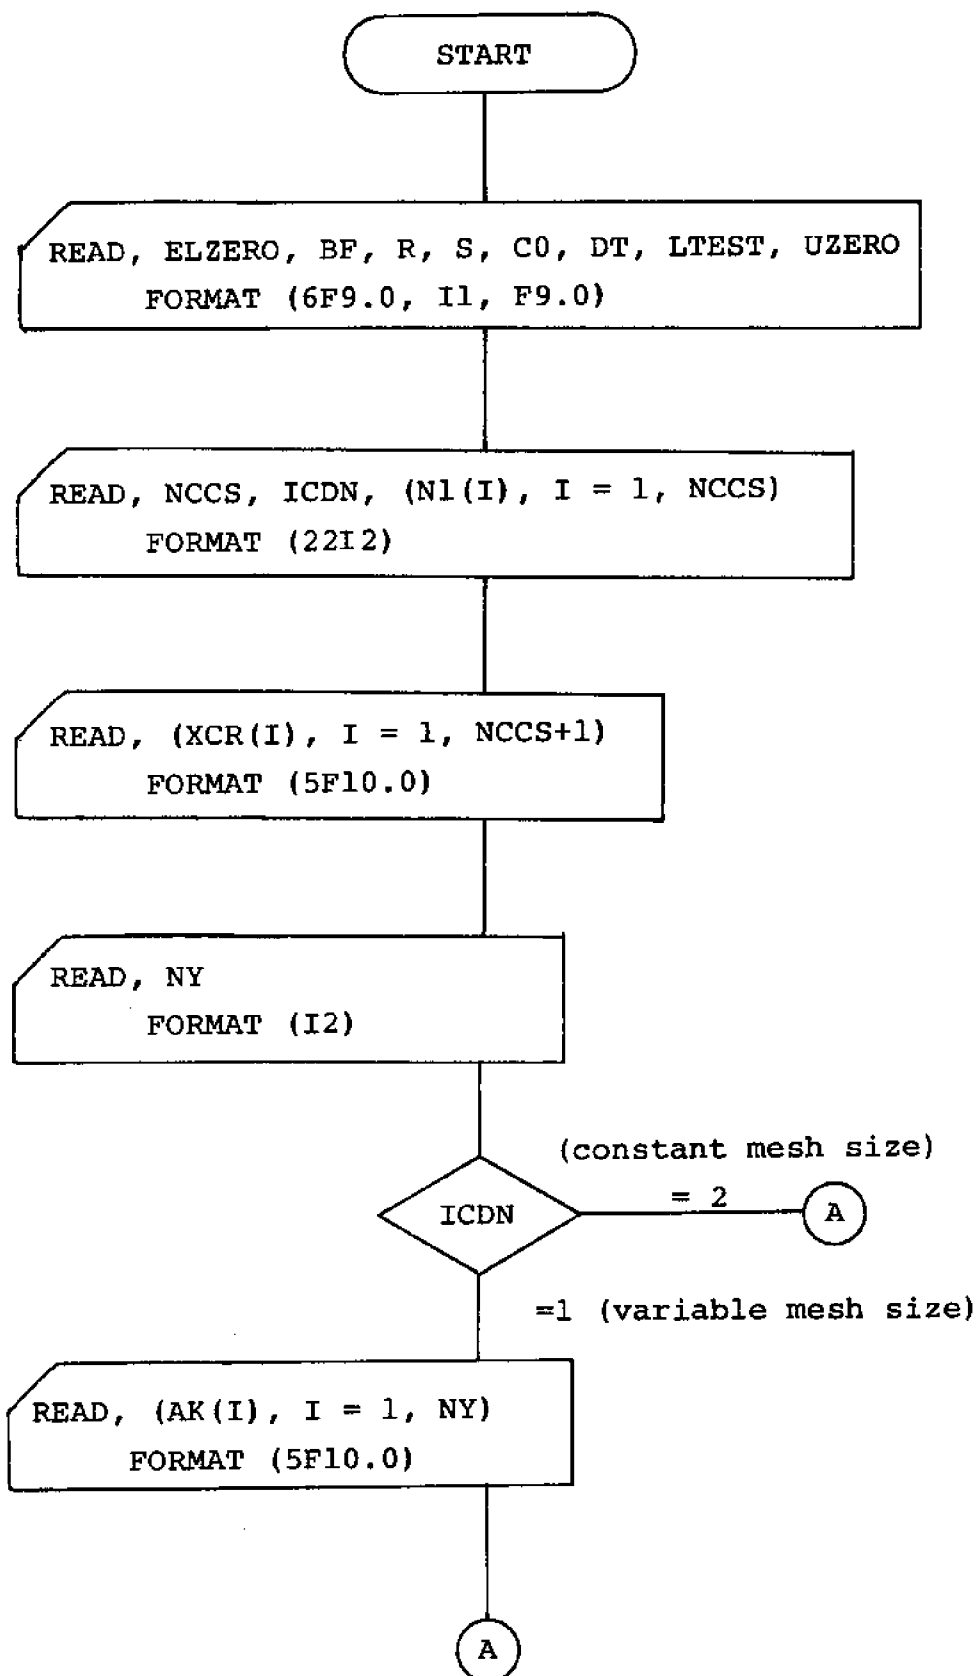 START
READ, ELZERO, BF, R, S, C0, DT, LTEST, UZERO
FORMAT (6F9.0, I1, F9.0)
READ, NCCS, ICDN, (N1(I), I = 1, NCCS)
FORMAT (22I2)
READ, (XCR(I), I = 1, NCCS+1)
FORMAT (5F10.0)
READ, NY
FORMAT (I2)
(constant mesh size)
ICDN = 2 A
=1 (variable mesh size)
READ, (AK(I), I = 1, NY)
FORMAT (5F10.0)
A